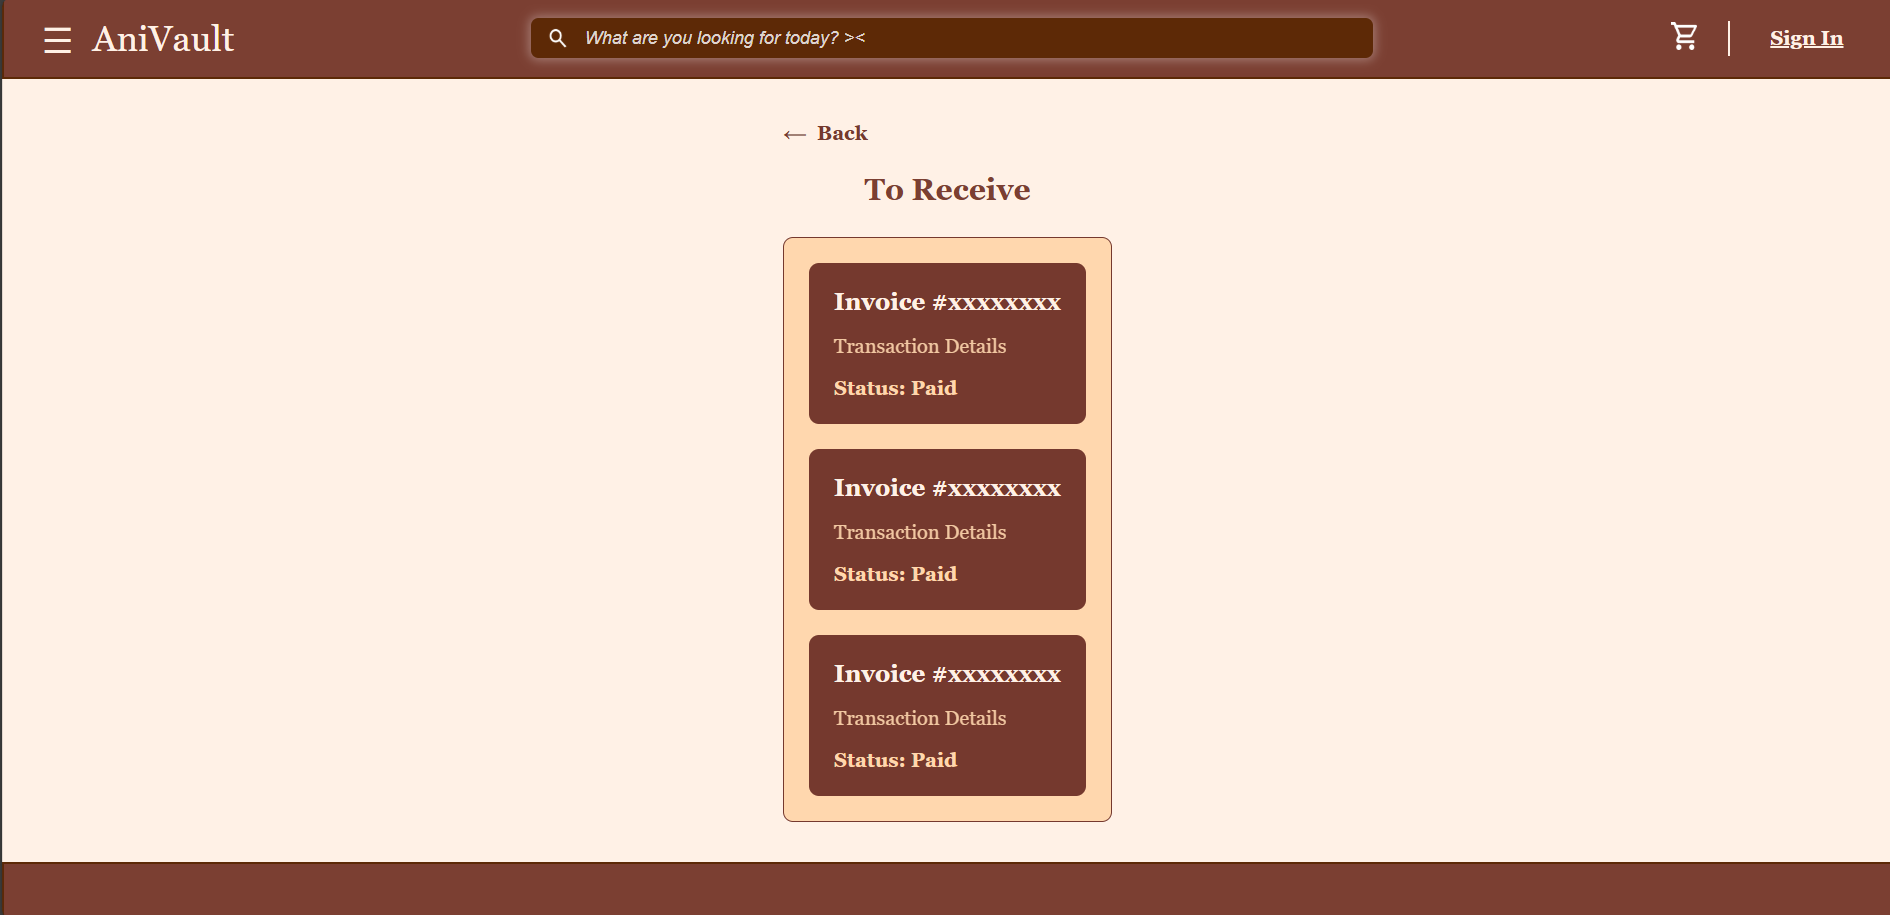 AniVault
What are you looking for today? ><
Sign In
← Back
To Receive
Invoice #xxxxxxxx
Transaction Details
Status: Paid
Invoice #xxxxxxxx
Transaction Details
Status: Paid
Invoice #xxxxxxxx
Transaction Details
Status: Paid